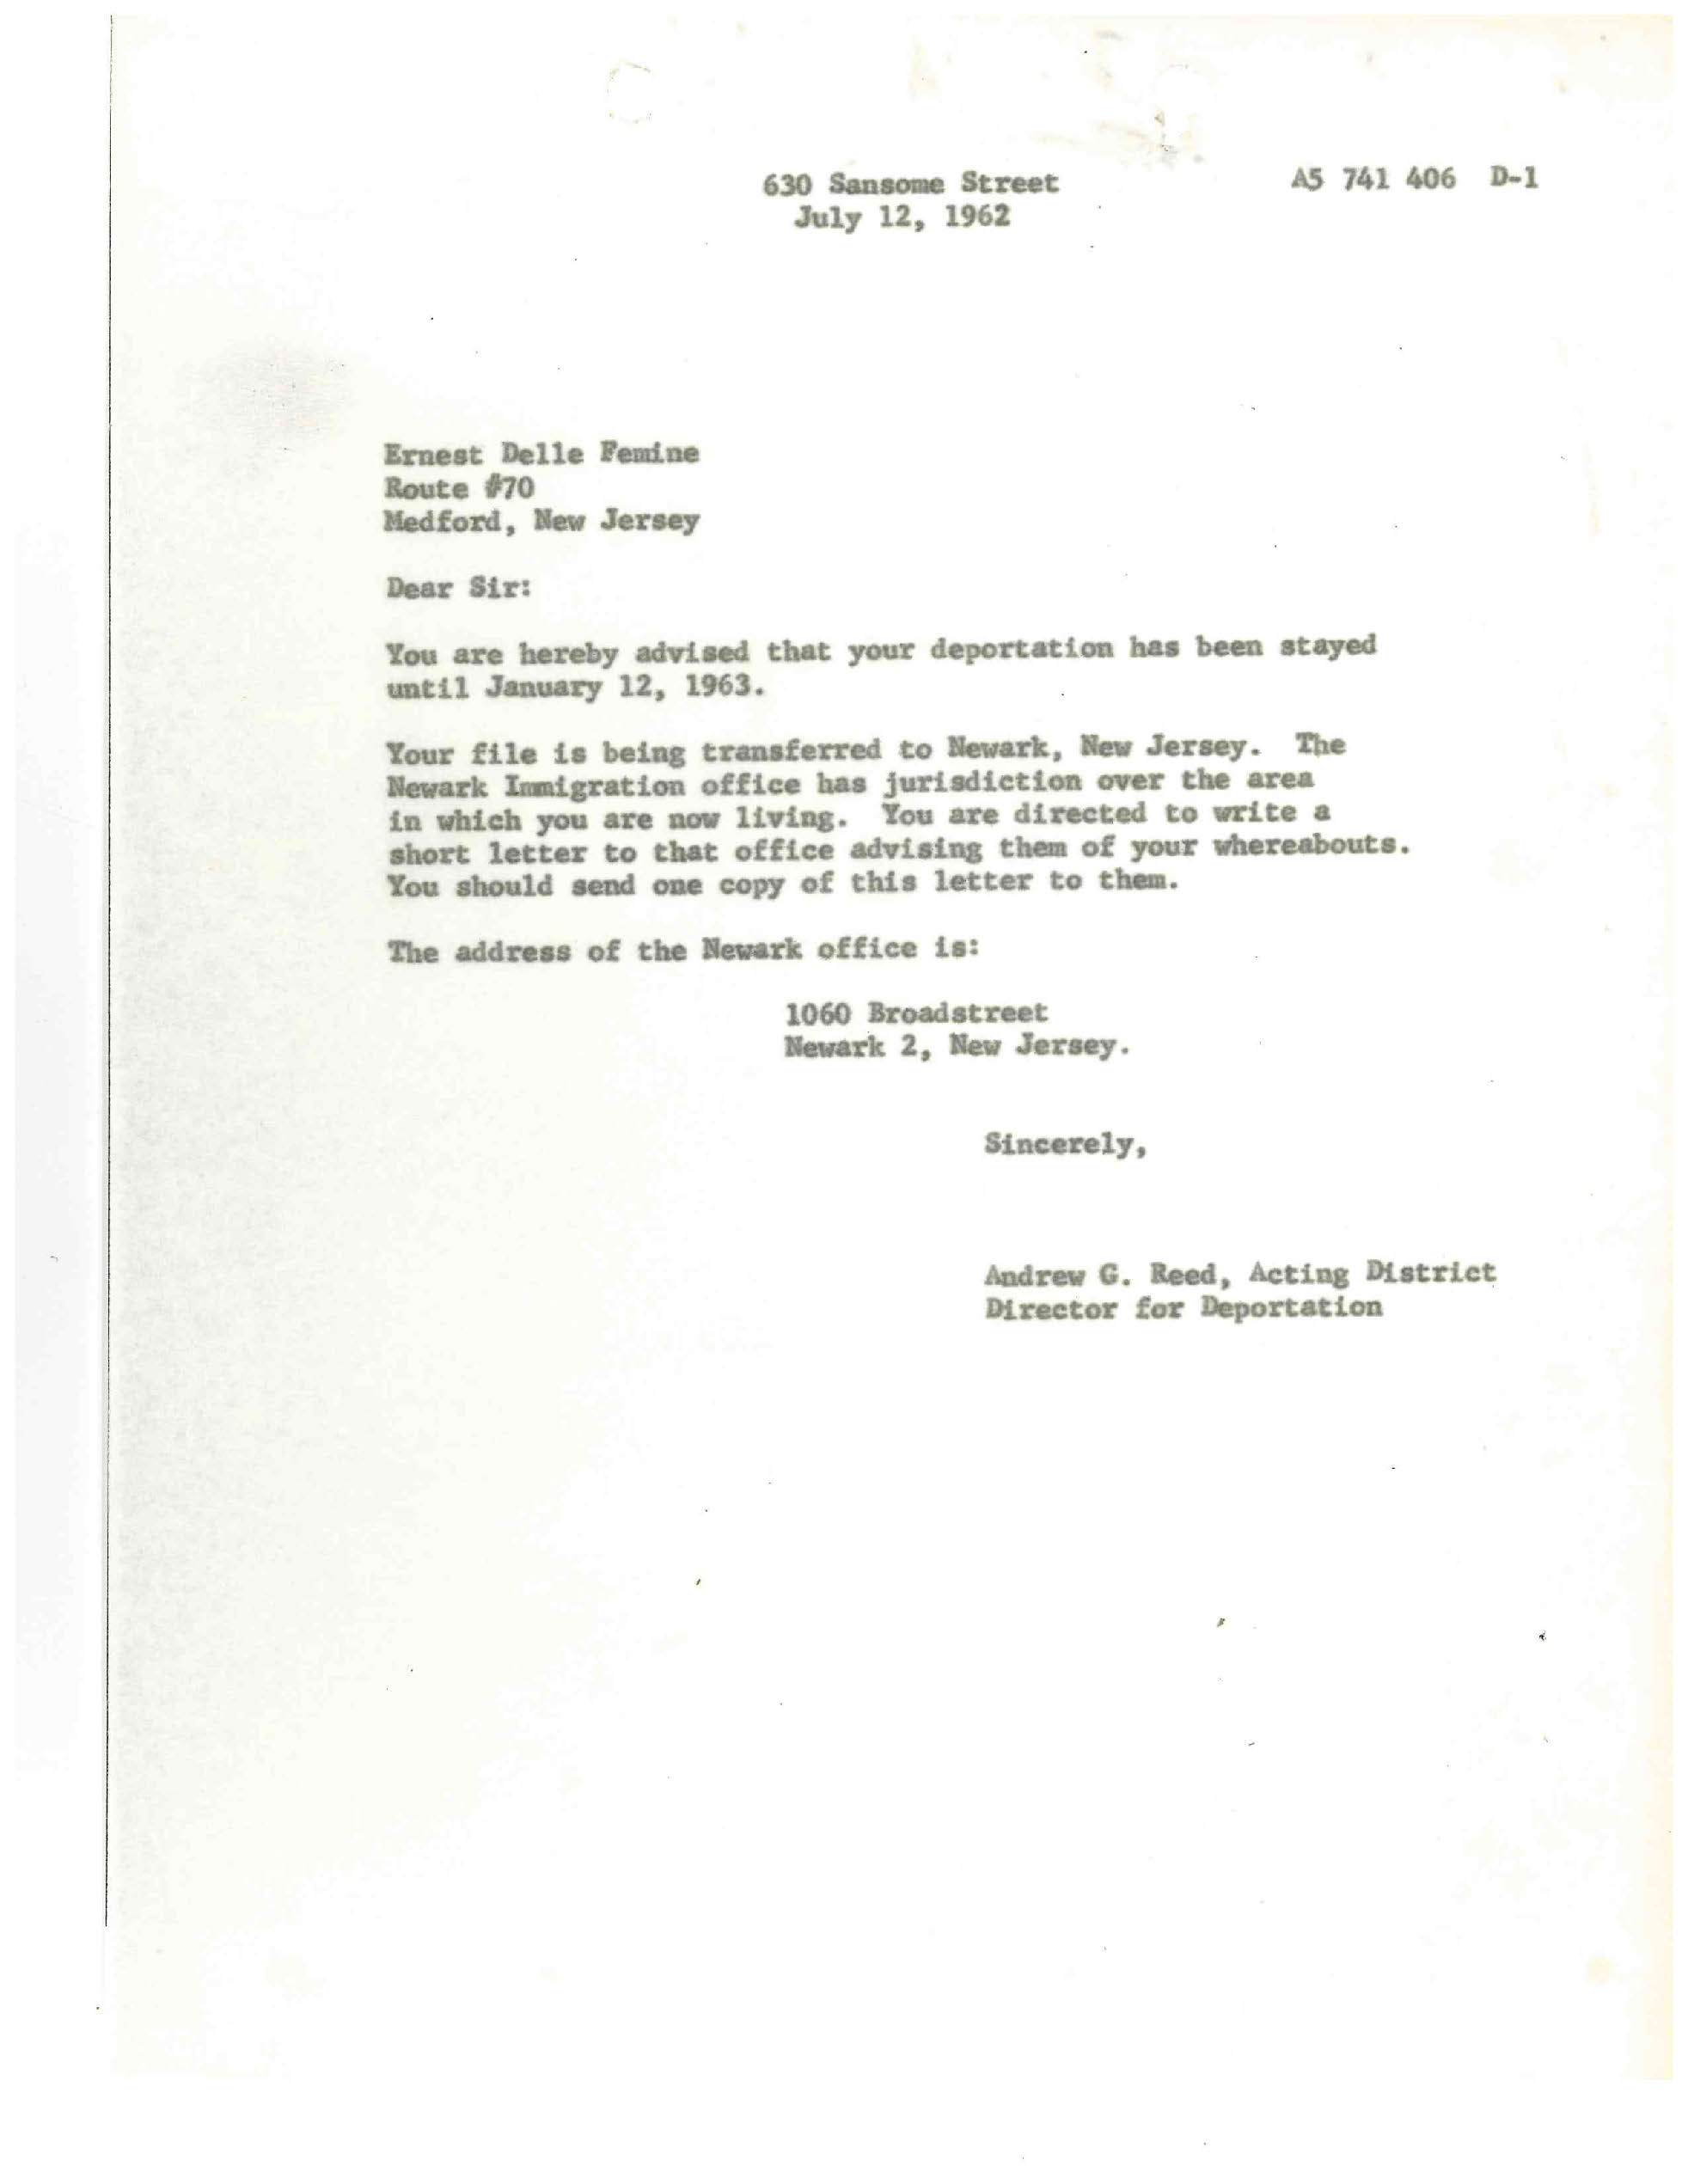 630 Sansome Street A5 741 406 D-1
July 12, 1962
Ernest Delle Femine
Route #70
Medford, New Jersey
Dear Sir:
You are hereby advised that your deportation has been stayed
until January 12, 1963.
Your file is being transferred to Newark, New Jersey. The
Newark Immigration office has jurisdiction over the area
in which you are now living. You are directed to write a
short letter to that office advising them of your whereabouts.
You should send one copy of this letter to them.
The address of the Newark office is:
1060 Broadstreet
Newark 2, New Jersey.
Sincerely,
Andrew G. Reed, Acting District
Director for Deportation